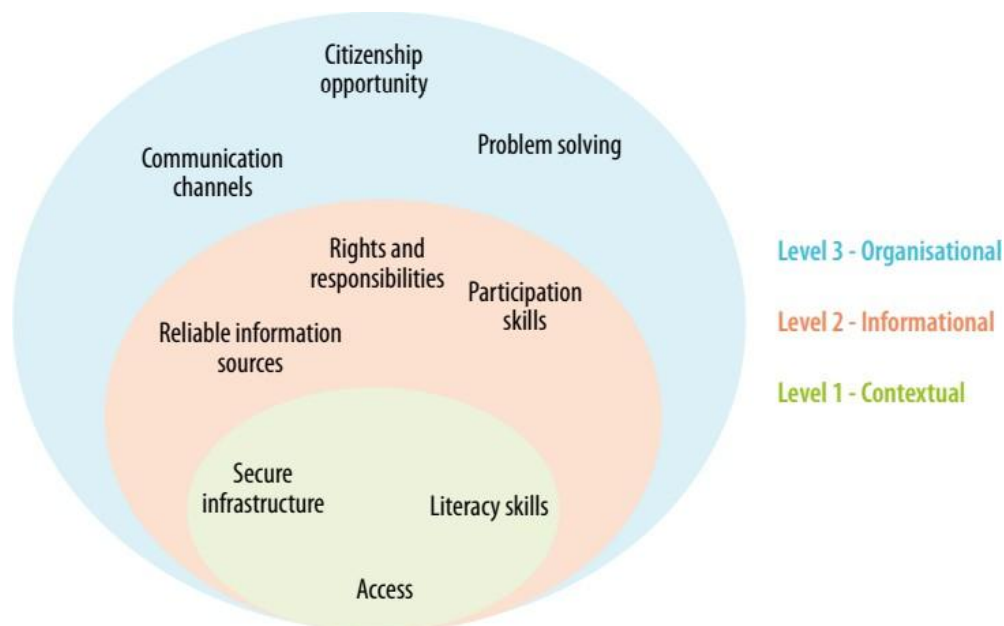 Citizenship
opportunity
Problem solving
Communication
channels
Rights and
responsibilities
Participation
skills
Reliable information
sources
Secure
infrastructure
Literacy skills
Access
Level 3 - Organisational
Level 2 - Informational
Level 1 - Contextual